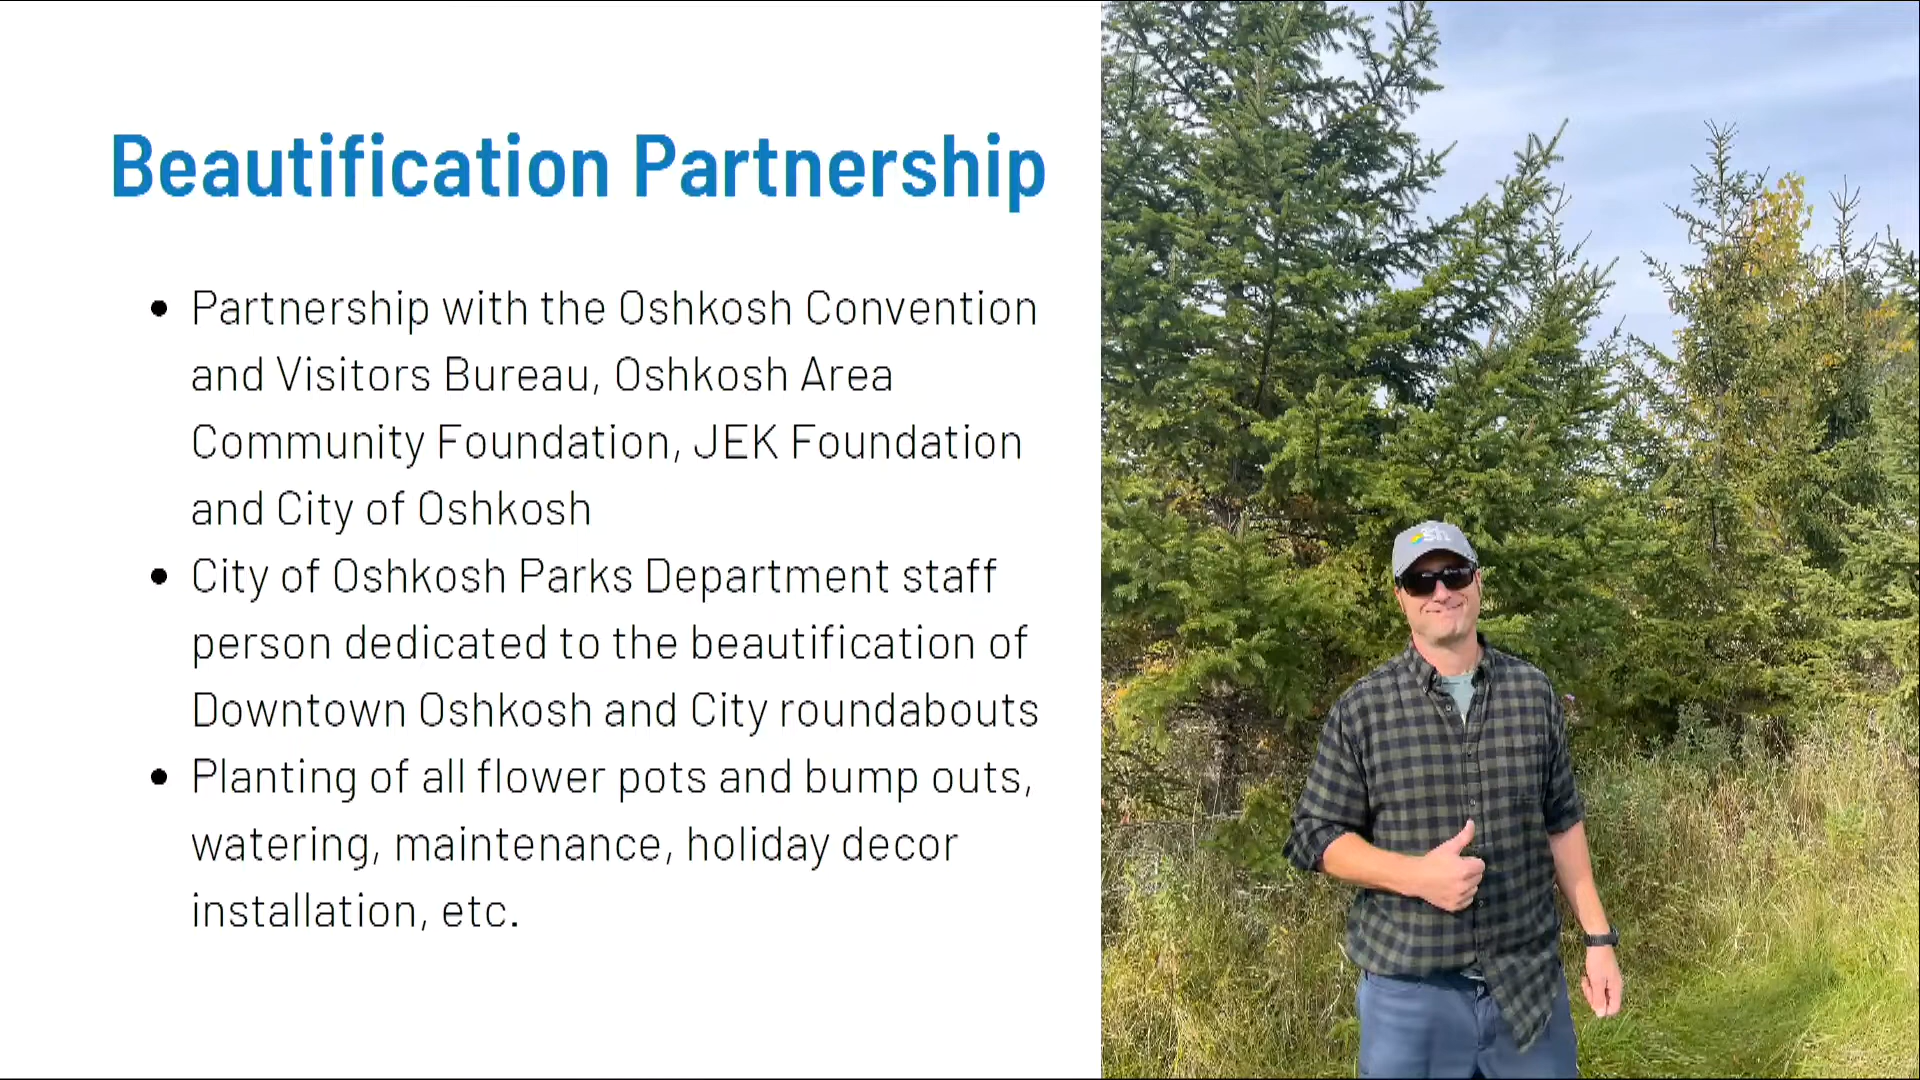 Beautification Partnership
• Partnership with the Oshkosh Convention
and Visitors Bureau, Oshkosh Area
Community Foundation, JEK Foundation
and City of Oshkosh
• City of Oshkosh Parks Department staff
person dedicated to the beautification of
Downtown Oshkosh and City roundabouts
• Planting of all flower pots and bump outs,
watering, maintenance, holiday decor
installation, etc.